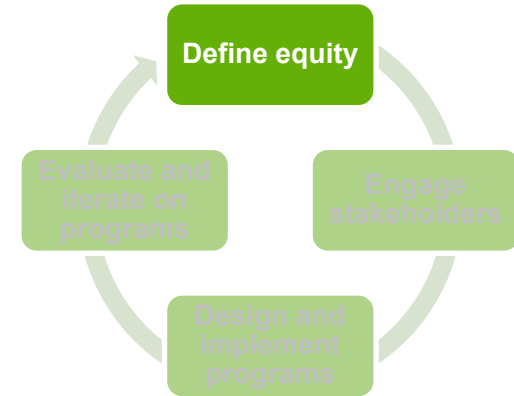 Define equity
Engage
stakeholders
Design and
implement
programs
Evaluate and
iterate on
programs